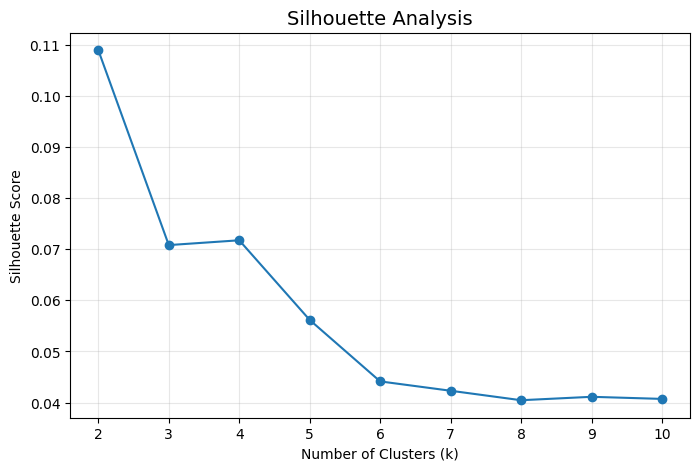 Silhouette Analysis
Silhouette Score
0.11
0.10
0.09
0.08
0.07
0.06
0.05
0.04
2 3 4 5 6 7 8 9 10
Number of Clusters (k)